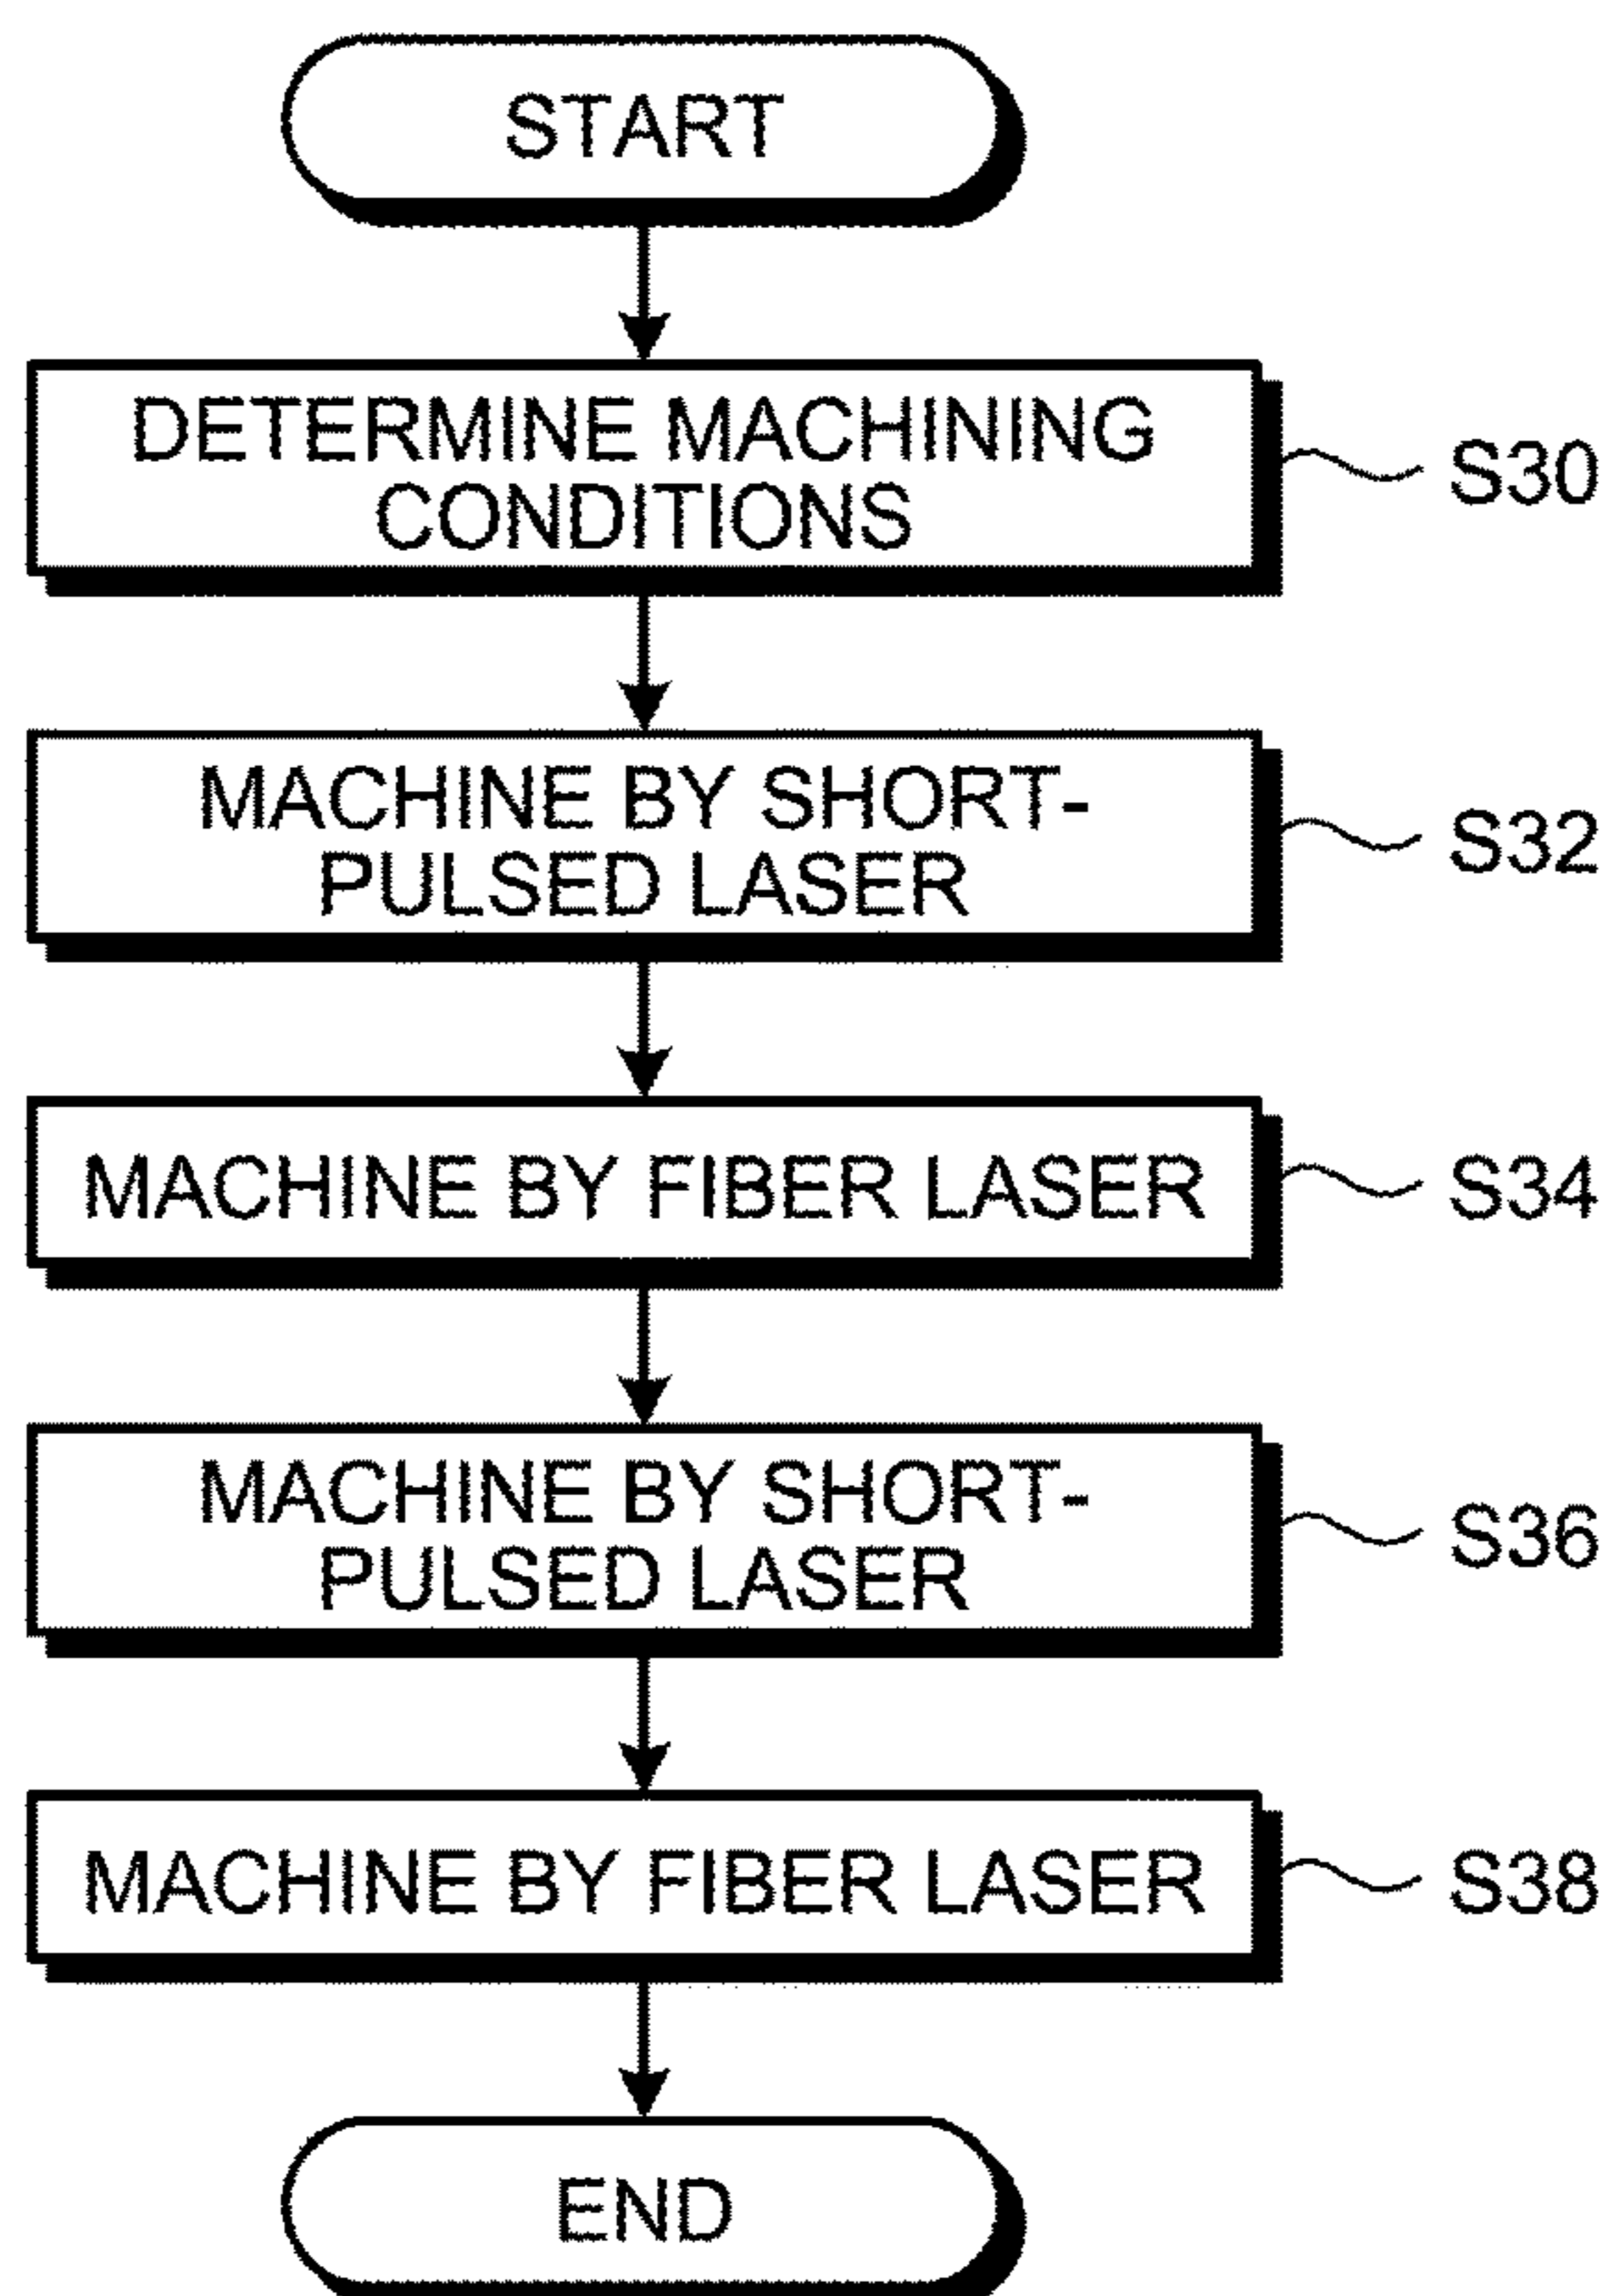 START
DETERMINE MACHINING
CONDITIONS
S30
MACHINE BY SHORT-
PULSED LASER
S32
MACHINE BY FIBER LASER
S34
MACHINE BY SHORT-
PULSED LASER
S36
MACHINE BY FIBER LASER
S38
END